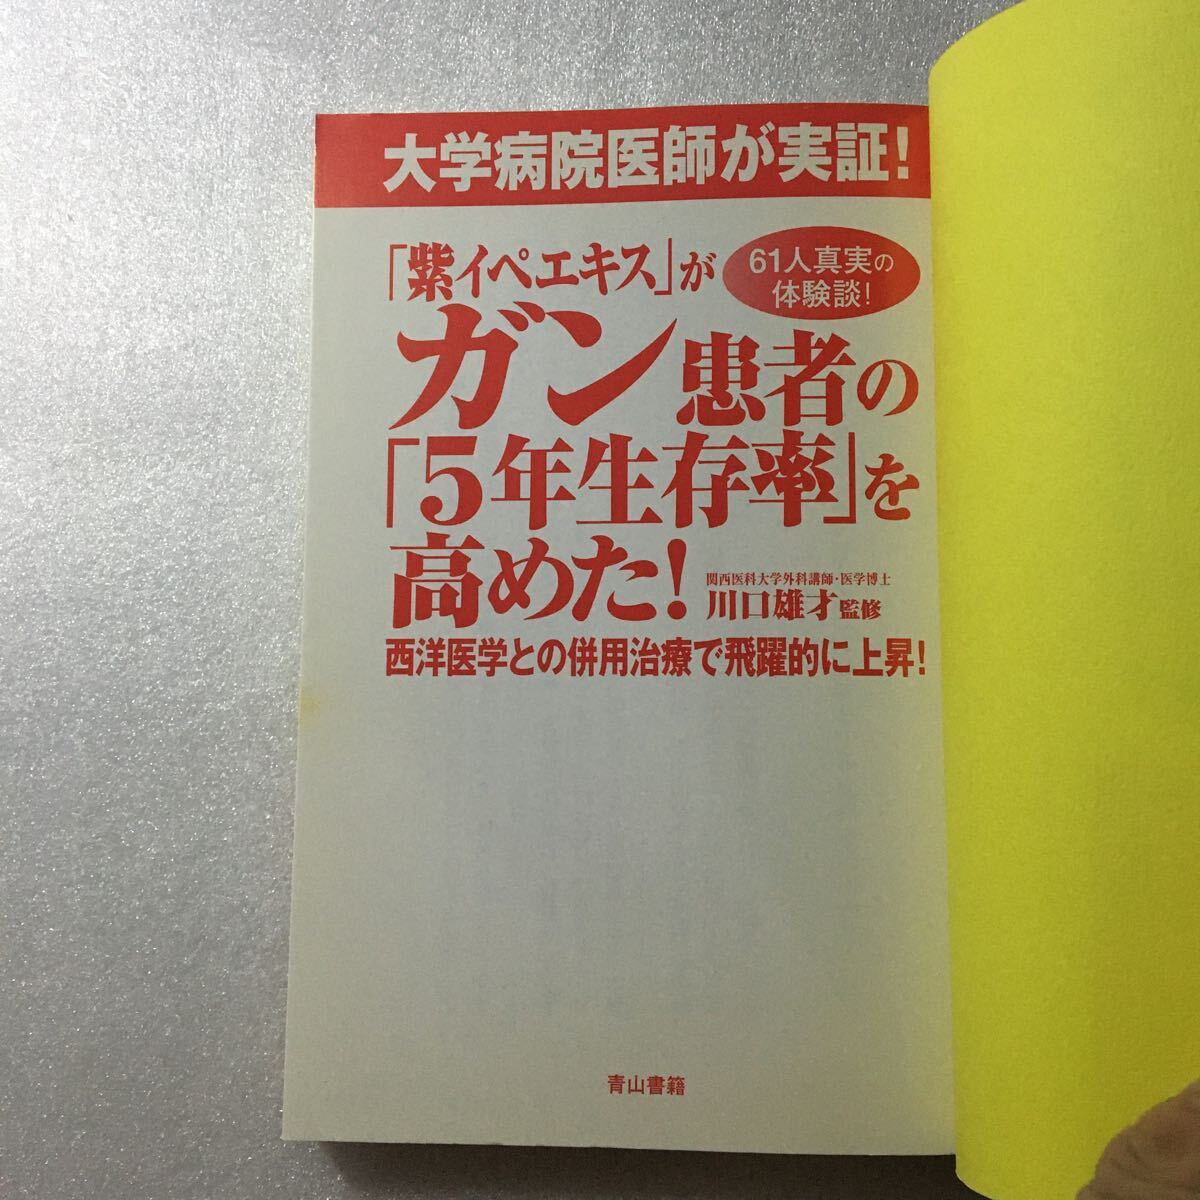 大学病院医師が実証!
「紫イペエキス」が
61人真実の
体験談!
ガン患者の
「5年生存率」を
高めた!
関西医科大学外科講師・医学博士
川口雄才監修
西洋医学との併用治療で飛躍的に上昇!
青山書籍